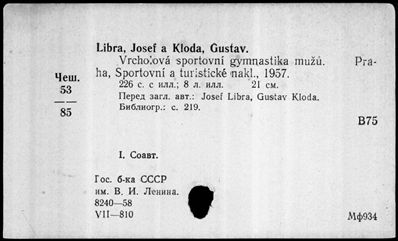 Libra, Josef a Kloda, Gustav.
Vrcholová sportovní gymnastika mužů. Pra-
ha, Sportovní a turistické nakl., 1957.
Чеш.
53
85
226 с. с илл.; 8 л. илл. 21 см.
Перед загл. авт.: Josef Libra, Gustav Kloda.
Библиогр.: с. 219.
B75
I. Соавт.
Гос. б-ка СССР
им. В. И. Ленина.
8240—58
VII—810
Мф934